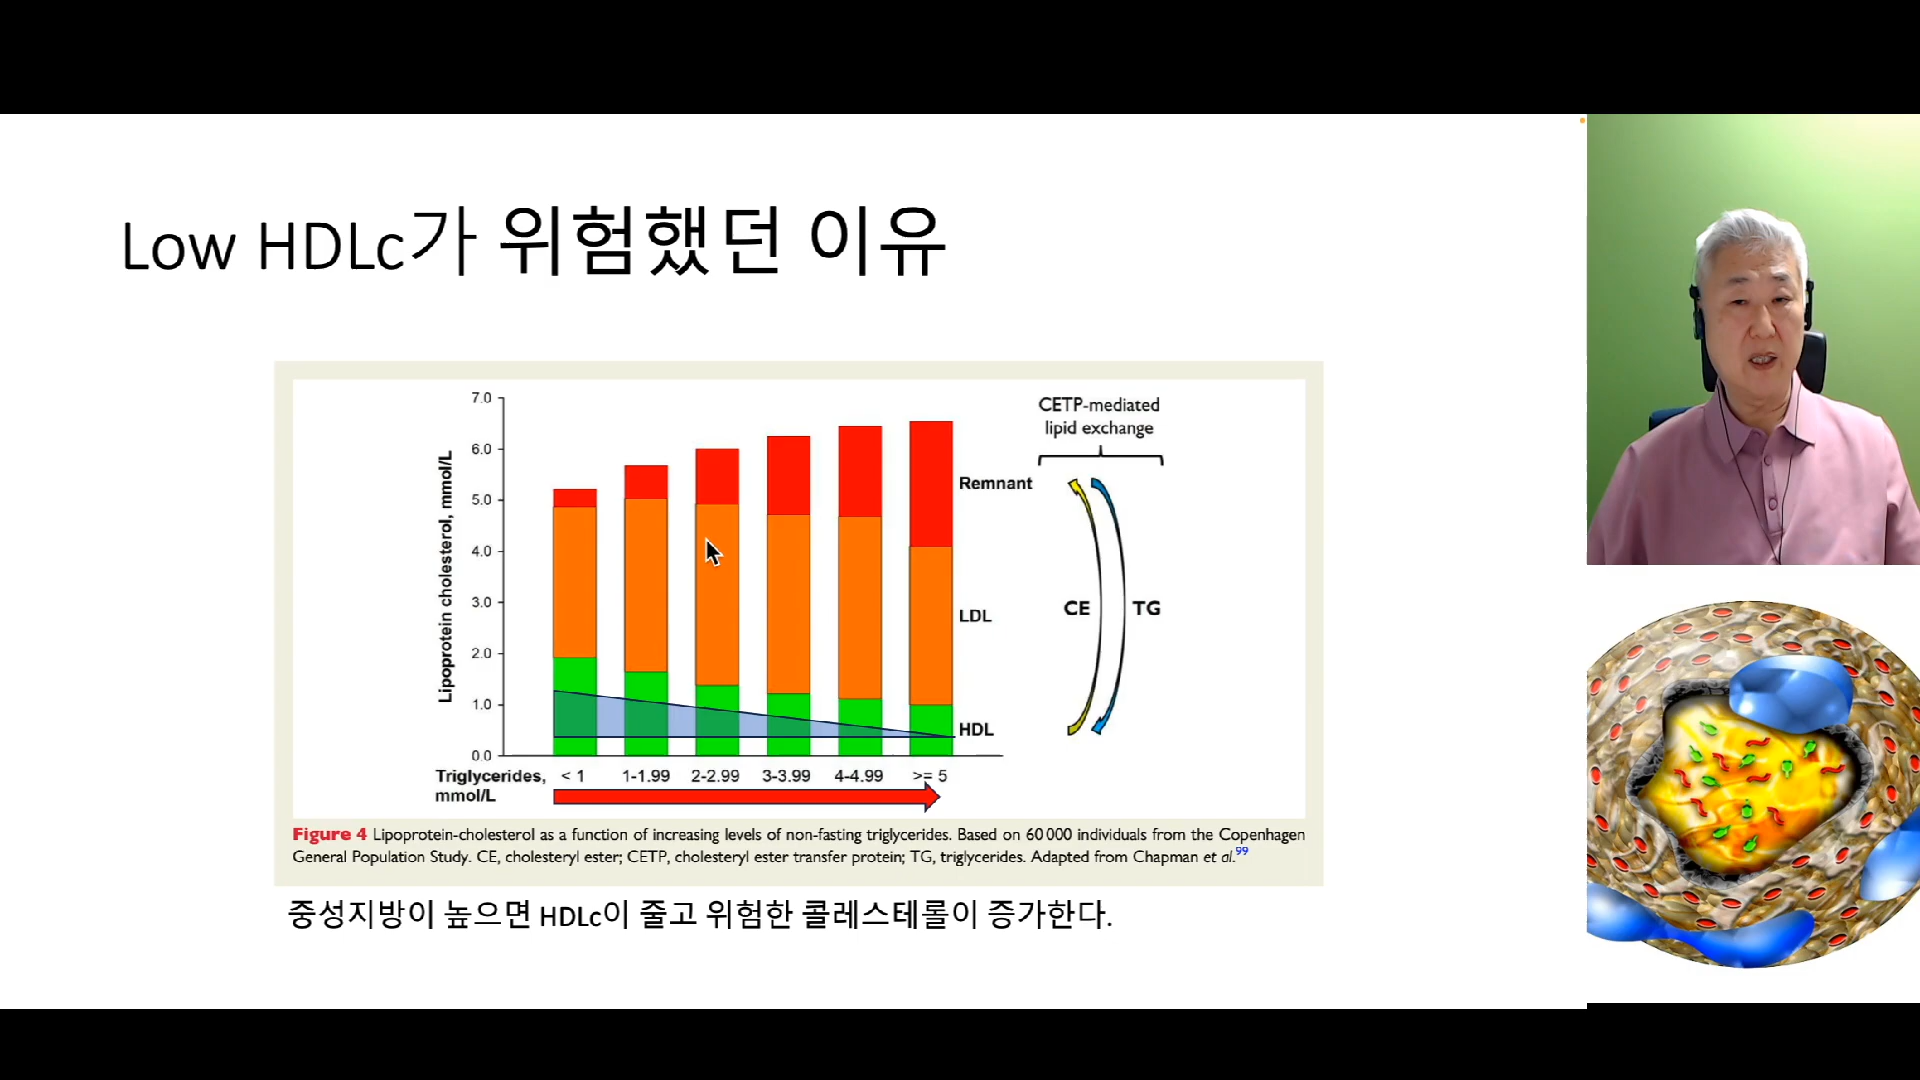 Low HDLc가 위험했던 이유
7.0
6.0
5.0
4.0
3.0
2.0
1.0
0.0
Lipoprotein cholesterol, mmol/L
CETP-mediated
lipid exchange
Remnant
LDL
HDL
CE TG
Triglycerides, < 1 1-1.99 2-2.99 3-3.99 4-4.99 >= 5
mmol/L
Figure 4 Lipoprotein-cholesterol as a function of increasing levels of non-fasting triglycerides. Based on 60 000 individuals from the Copenhagen
General Population Study. CE, cholesteryl ester; CETP, cholesteryl ester transfer protein; TG, triglycerides. Adapted from Chapman et al.99
중성지방이 높으면 HDLc이 줄고 위험한 콜레스테롤이 증가한다.